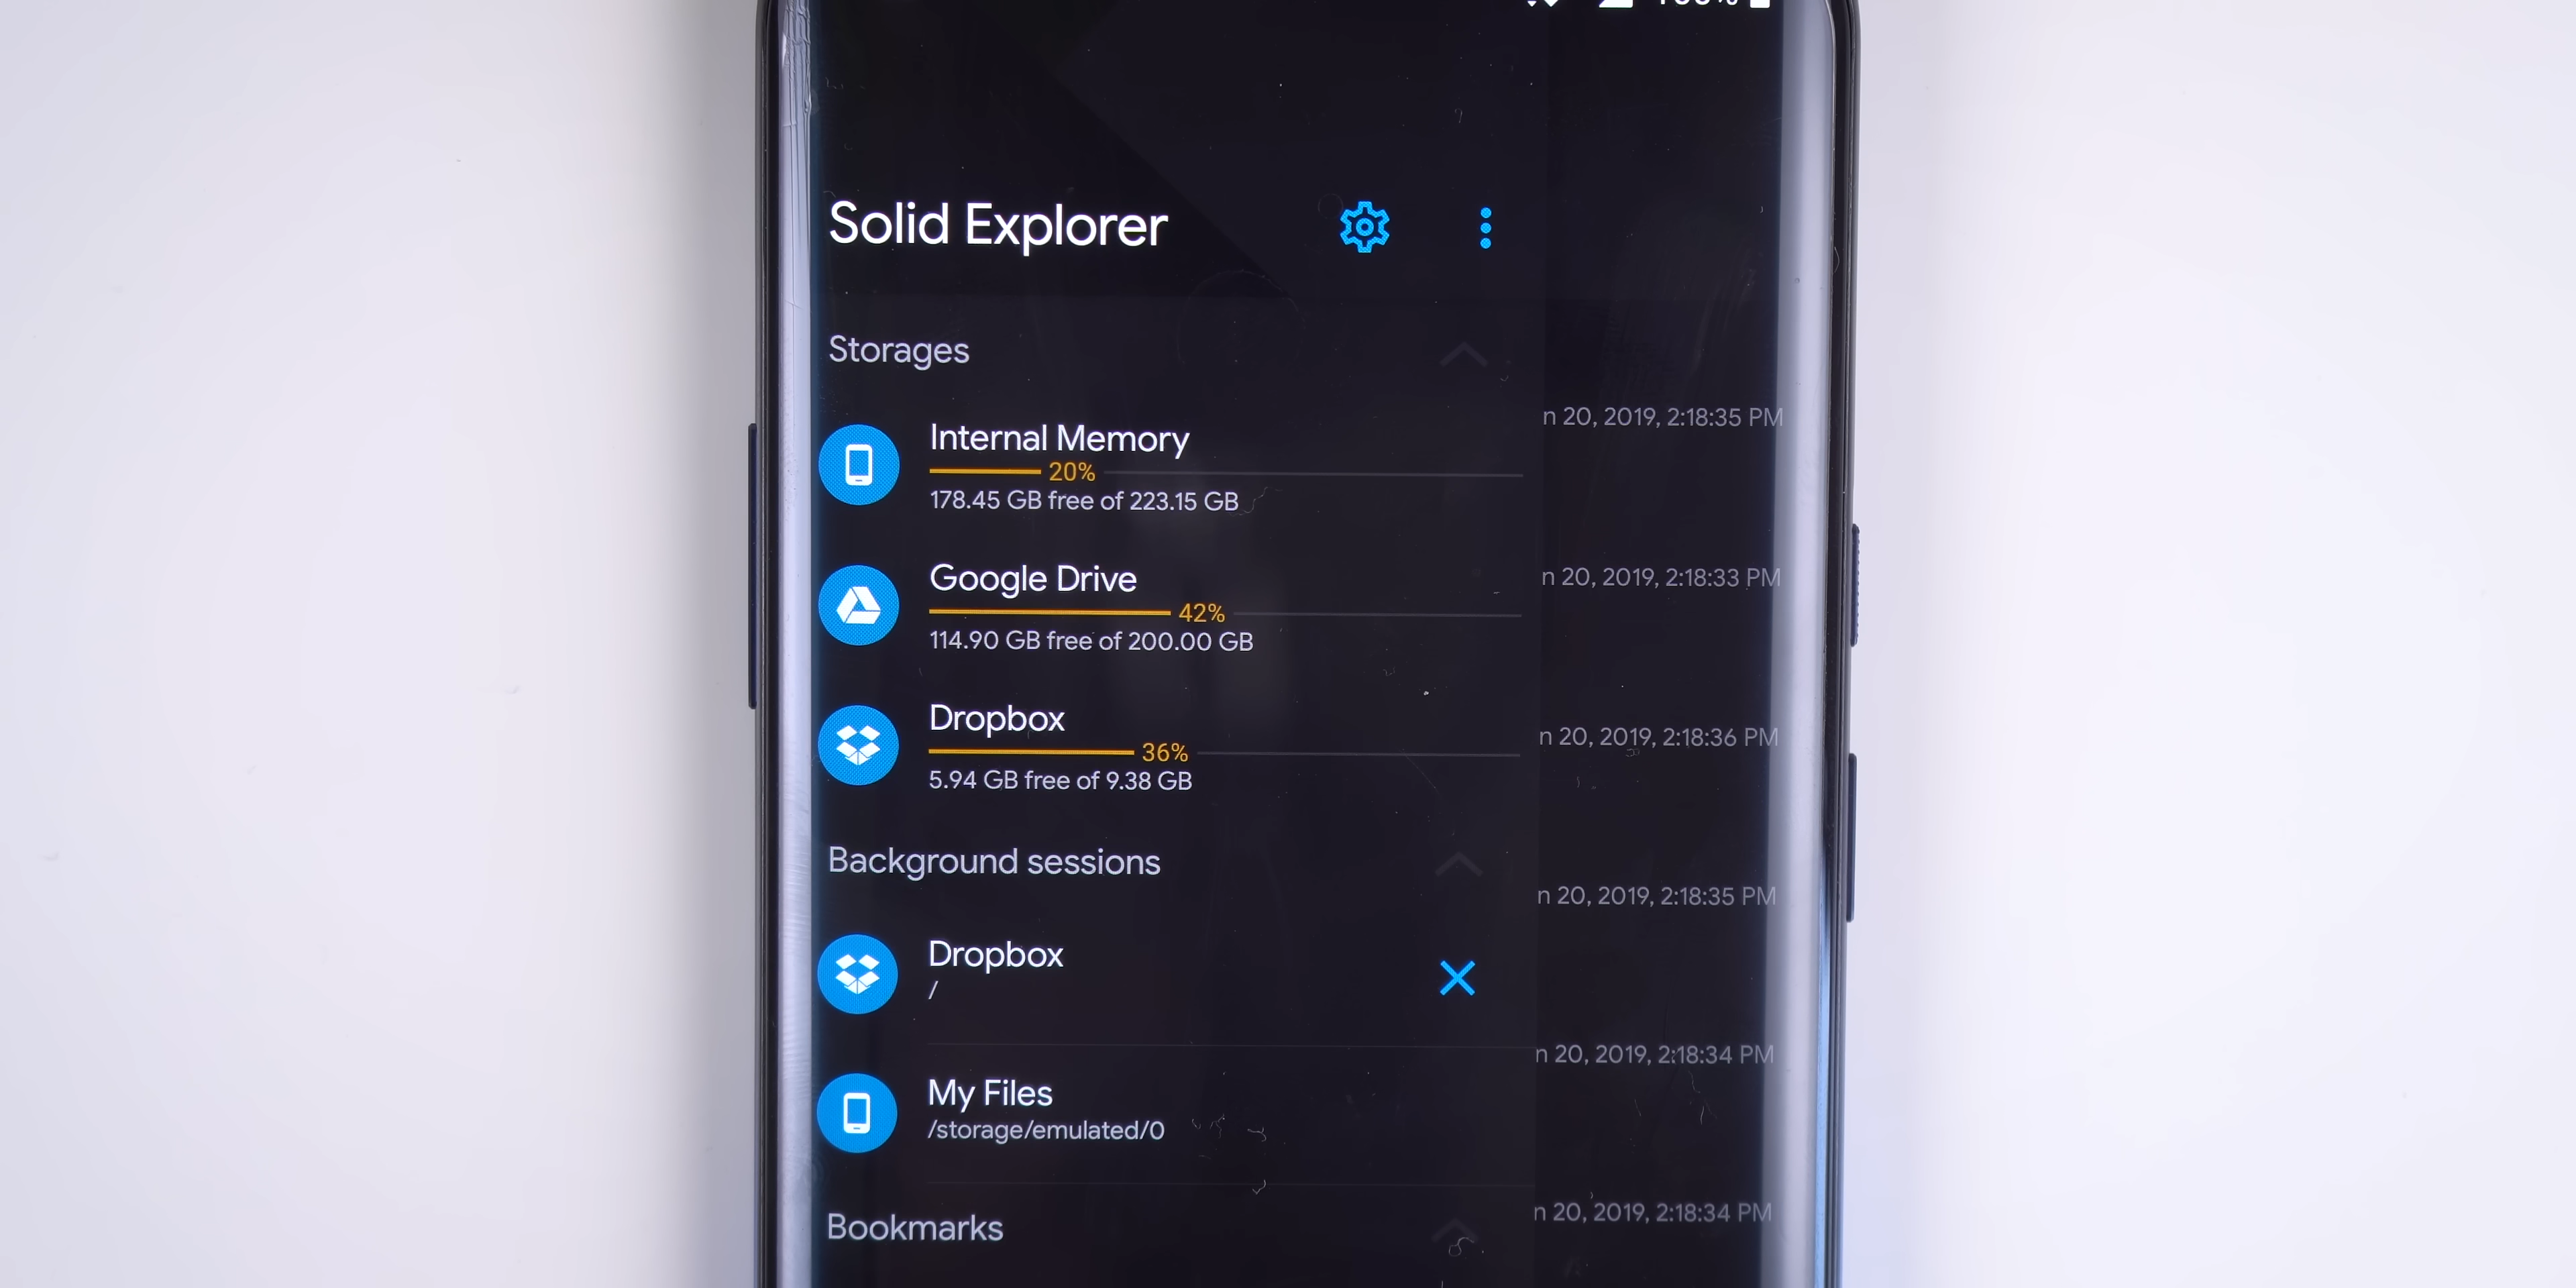 Solid Explorer
Storages
Internal Memory
20%
178.45 GB free of 223.15 GB
Google Drive
42%
114.90 GB free of 200.00 GB
Dropbox
36%
5.94 GB free of 9.38 GB
Background sessions
Dropbox
/
My Files
/storage/emulated/0
Bookmarks
n 20, 2019, 2:18:35 PM
n 20, 2019, 2:18:33 PM
n 20, 2019, 2:18:36 PM
n 20, 2019, 2:18:35 PM
n 20, 2019, 2:18:34 PM
n 20, 2019, 2:18:34 PM